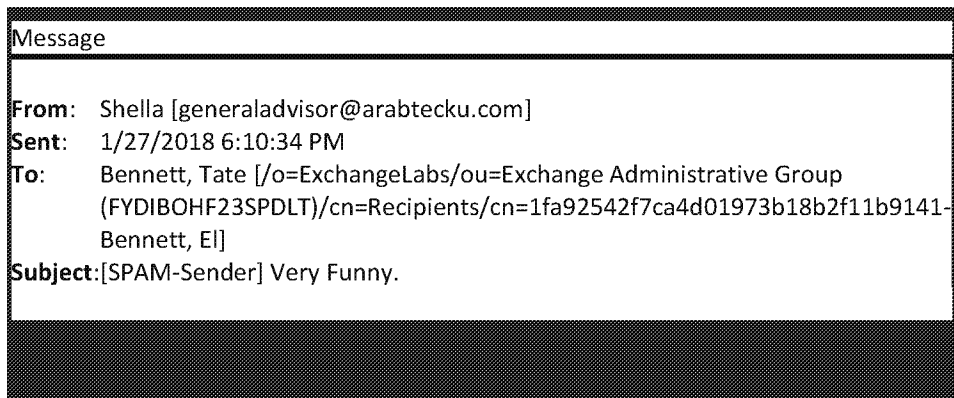 Message
From: Shella [generaladvisor@arabtecku.com]
Sent: 1/27/2018 6:10:34 PM
To: Bennett, Tate [/o=ExchangeLabs/ou=Exchange Administrative Group
(FYDIBOHF23SPDLT)/cn=Recipients/cn=1fa92542f7ca4d01973b18b2f11b9141-
Bennett, El]
Subject:[SPAM-Sender] Very Funny.